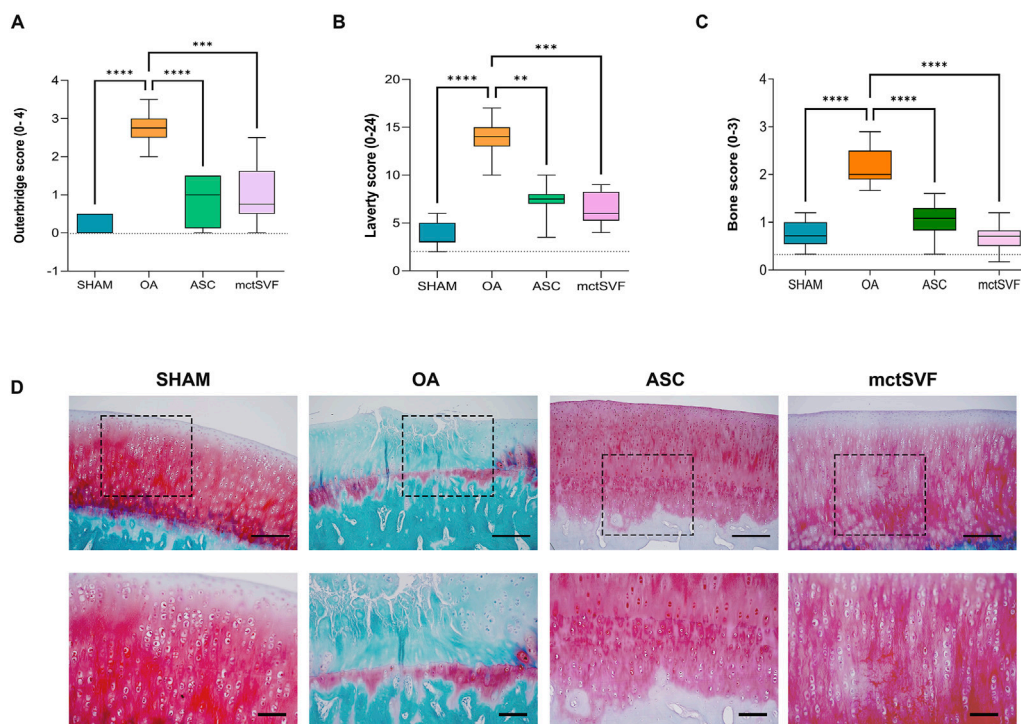 A
B
C
***
****
****
Outerbridge score (0- 4)
4
3
2
1
0
-1
SHAM
OA
ASC
mctSVF
***
****
**
Laverty score (0-24)
20
15
10
5
0
SHAM
OA
ASC
mctSVF
****
****
****
Bone score (0-3)
4
3
2
1
0
SHAM
OA
ASC
mctSVF
D
SHAM
OA
ASC
mctSVF